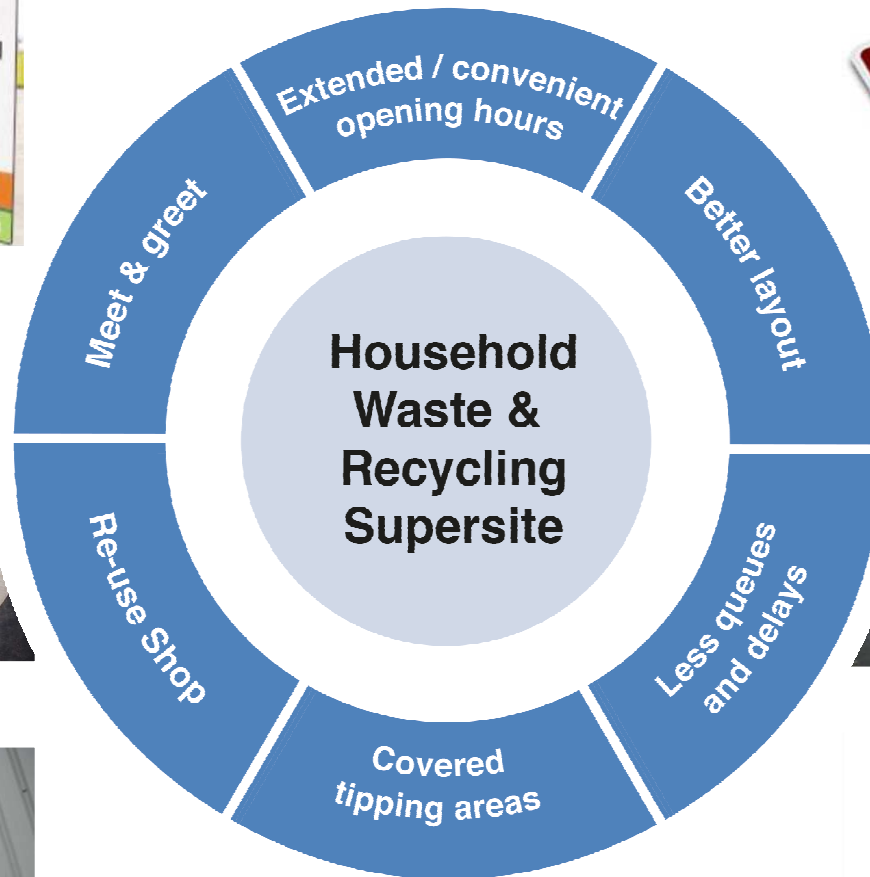 Extended / convenient
opening hours
Better layout
Less queues
and delays
Covered
tipping areas
Re-use Shop
Meet & greet
Household
Waste &
Recycling
Supersite